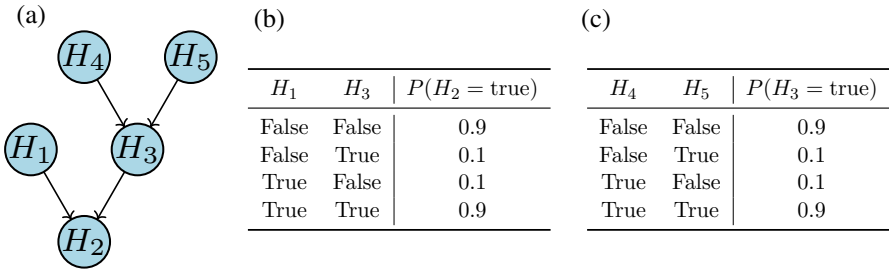 (a)
H4
H5
H1
H3
H2
(b)
H1 H3 P(H2 = true)
False False 0.9
False True 0.1
True False 0.1
True True 0.9
(c)
H4 H5 P(H3 = true)
False False 0.9
False True 0.1
True False 0.1
True True 0.9